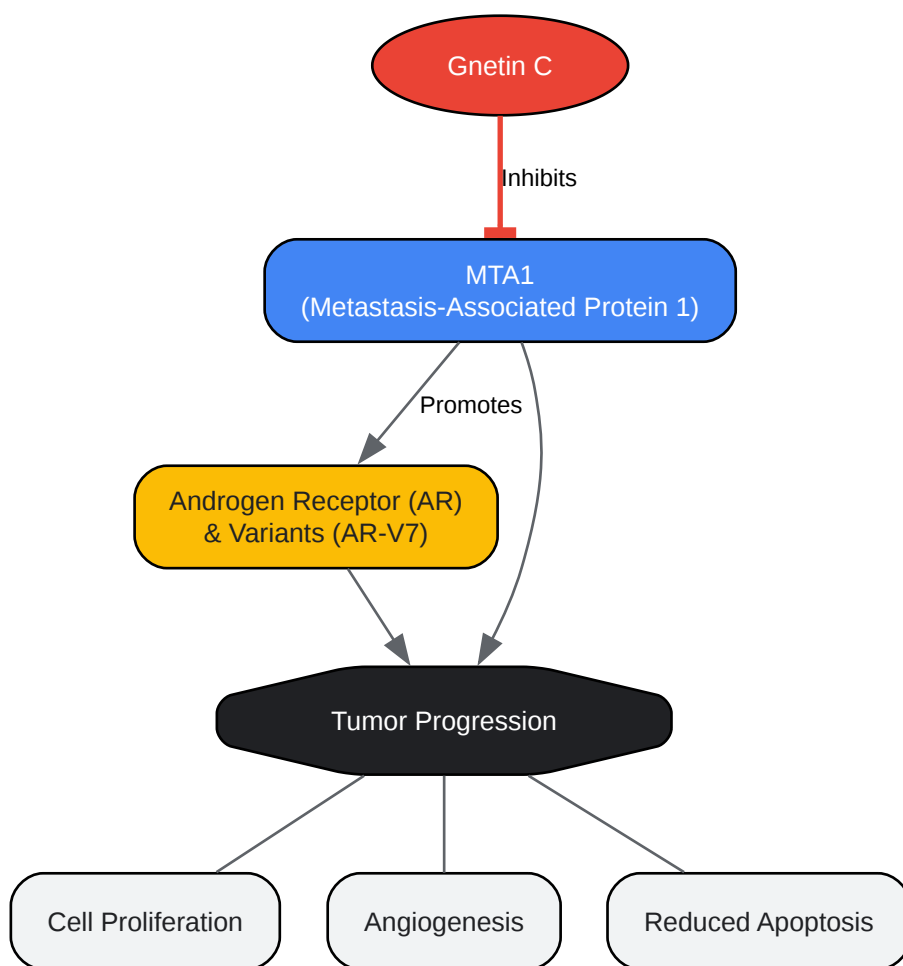 Gnetin C
Inhibits
MTA1
(Metastasis-Associated Protein 1)
Promotes
Androgen Receptor (AR)
& Variants (AR-V7)
Tumor Progression
Cell Proliferation
Angiogenesis
Reduced Apoptosis